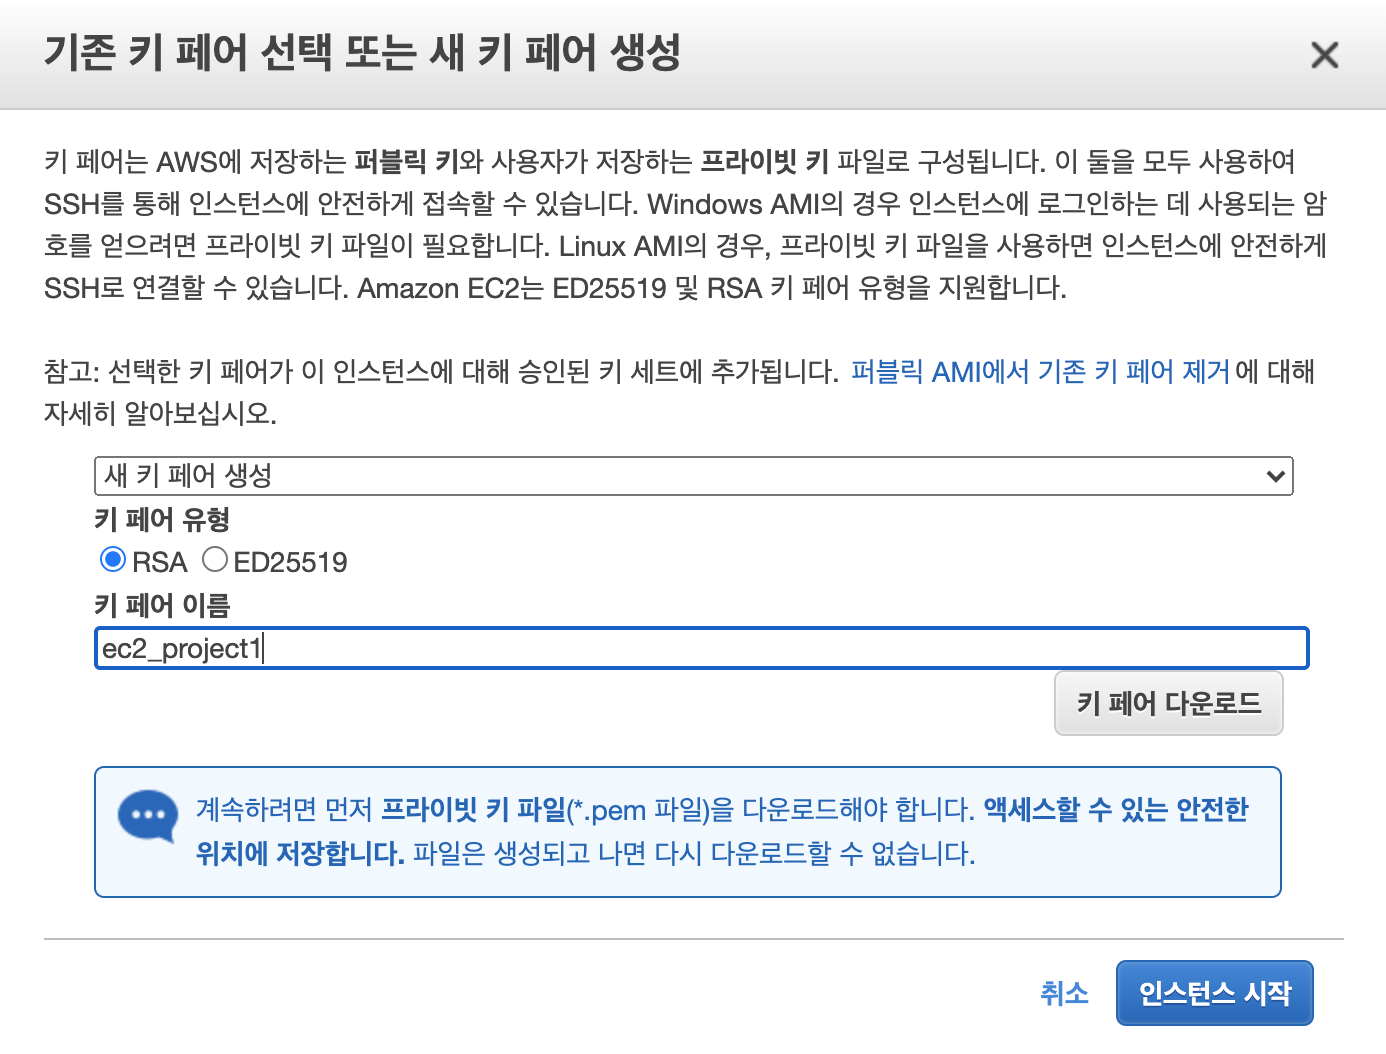 기존 키 페어 선택 또는 새 키 페어 생성
키 페어는 AWS에 저장하는 퍼블릭 키와 사용자가 저장하는 프라이빗 키 파일로 구성됩니다. 이 둘을 모두 사용하여
SSH를 통해 인스턴스에 안전하게 접속할 수 있습니다. Windows AMI의 경우 인스턴스에 로그인하는 데 사용되는 암
호를 얻으려면 프라이빗 키 파일이 필요합니다. Linux AMI의 경우, 프라이빗 키 파일을 사용하면 인스턴스에 안전하게
SSH로 연결할 수 있습니다. Amazon EC2는 ED25519 및 RSA 키 페어 유형을 지원합니다.
참고: 선택한 키 페어가 이 인스턴스에 대해 승인된 키 세트에 추가됩니다. 퍼블릭 AMI에서 기존 키 페어 제거에 대해
자세히 알아보십시오.
새 키 페어 생성
키 페어 유형
RSA ED25519
키 페어 이름
ec2_project1
키 페어 다운로드
계속하려면 먼저 프라이빗 키 파일(*.pem 파일)을 다운로드해야 합니다. 액세스할 수 있는 안전한
위치에 저장합니다. 파일은 생성되고 나면 다시 다운로드할 수 없습니다.
취소 인스턴스 시작